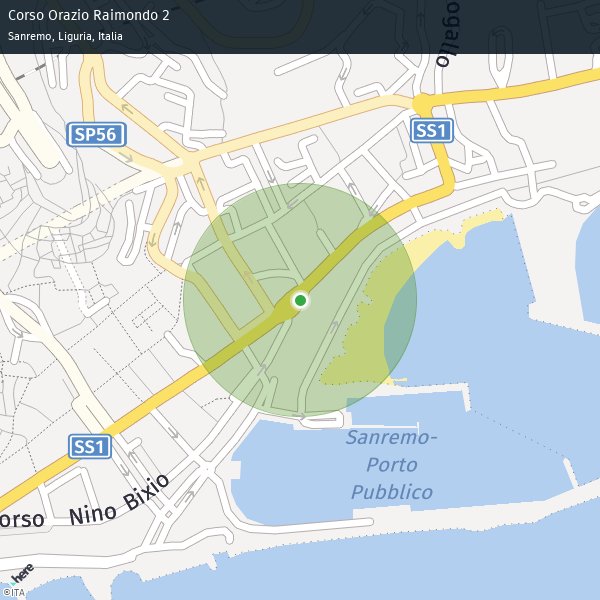 Corso Orazio Raimondo 2
Sanremo, Liguria, Italia
ogallo
SP56
SS1
SS1
Sanremo-
Porto
Pubblico
orso Nino Bixio
here
©ITA